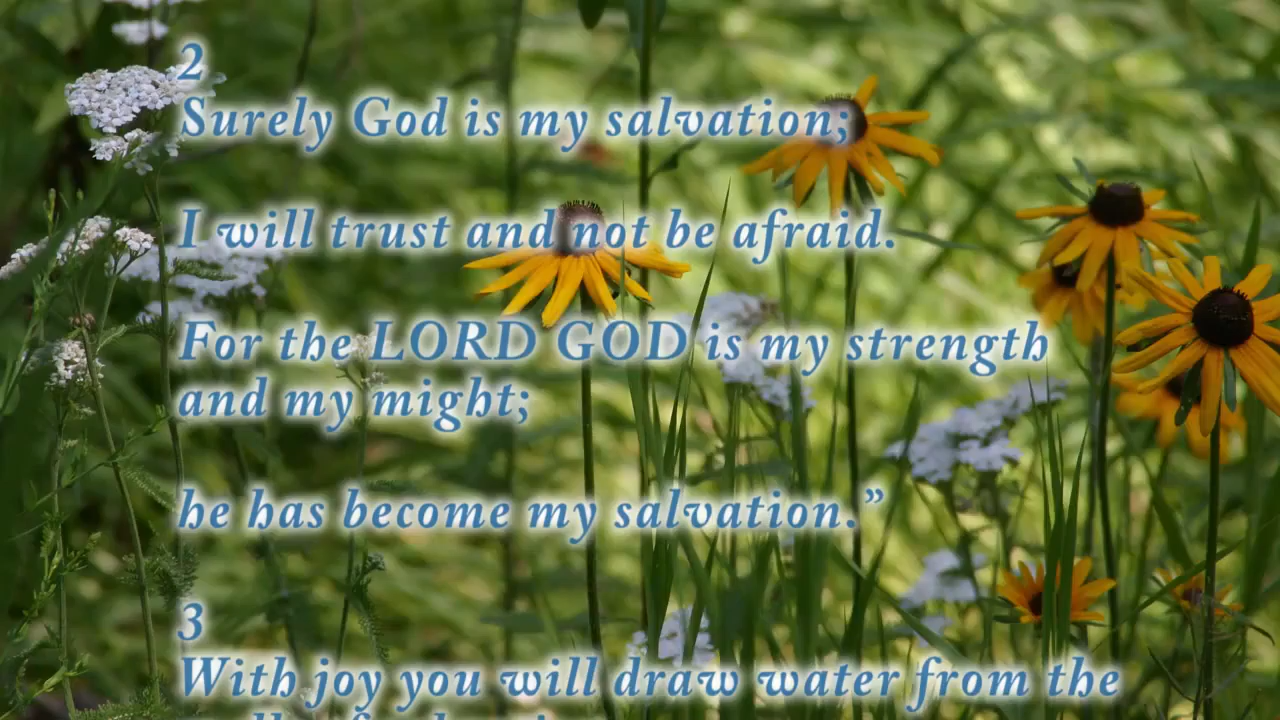 2
Surely God is my salvation;
I will trust and not be afraid.
For the LORD GOD is my strength
and my might;
he has become my salvation.”
3
With joy you will draw water from the